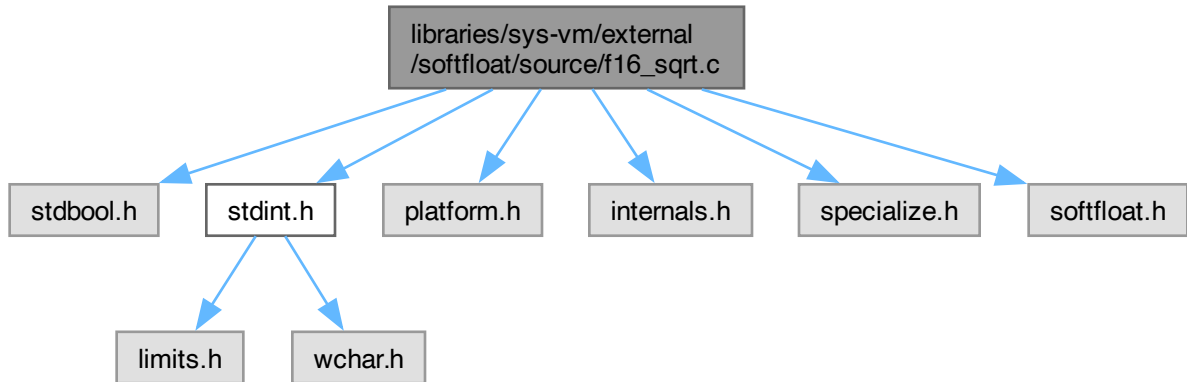 libraries/sys-vm/external
/softfloat/source/f16_sqrt.c
stdbool.h
stdint.h
platform.h
internals.h
specialize.h
softfloat.h
limits.h
wchar.h